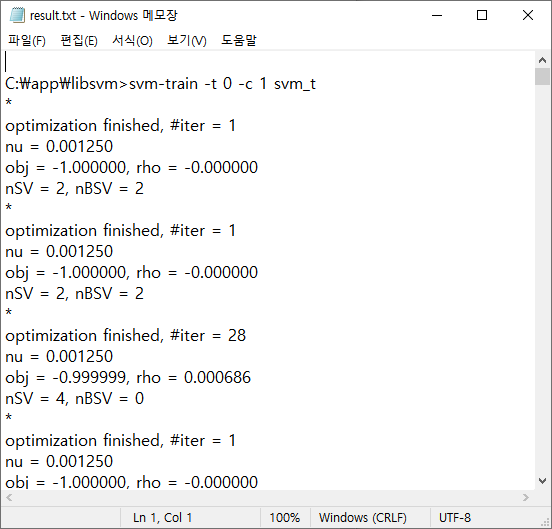 result.txt - Windows 메모장
파일(F) 편집(E) 서식(O) 보기(V) 도움말
C:₩app₩libsvm>svm-train -t 0 -c 1 svm_t
*
optimization finished, #iter = 1
nu = 0.001250
obj = -1.000000, rho = -0.000000
nSV = 2, nBSV = 2
*
optimization finished, #iter = 1
nu = 0.001250
obj = -1.000000, rho = -0.000000
nSV = 2, nBSV = 2
*
optimization finished, #iter = 28
nu = 0.001250
obj = -0.999999, rho = 0.000686
nSV = 4, nBSV = 0
*
optimization finished, #iter = 1
nu = 0.001250
obj = -1.000000, rho = -0.000000
Ln 1, Col 1 100% Windows (CRLF) UTF-8